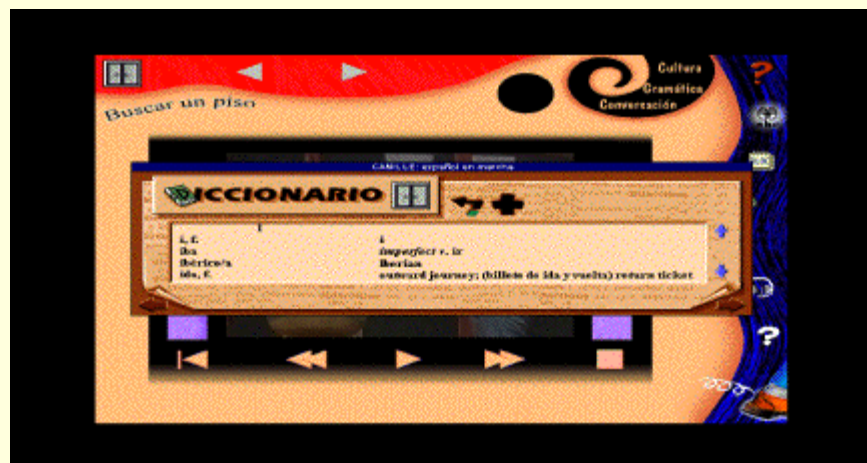 Cultura
Gramática
Conversación
Buscar un piso
CAMILLE: español en marcha
DICCIONARIO
I
i, f. i
iba imperfect v. ir
ibérico/a Iberian
ida, f. outward journey; (billete de ida y vuelta) return ticket
?
?